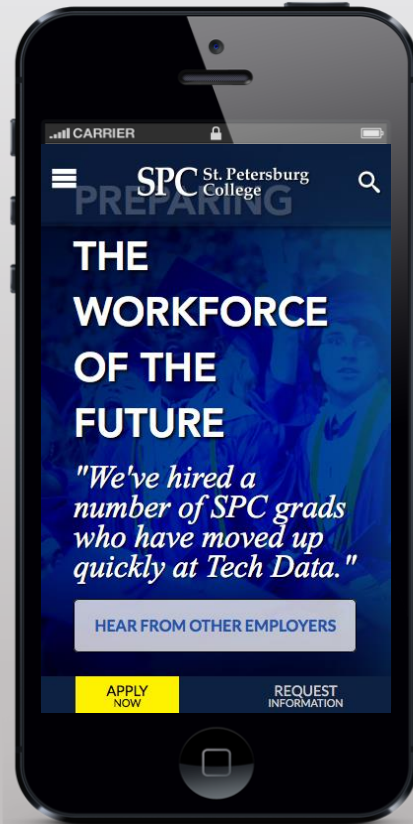 CARRIER
SPC St. Petersburg
College
PREPARING
THE
WORKFORCE
OF THE
FUTURE
"We've hired a
number of SPC grads
who have moved up
quickly at Tech Data."
HEAR FROM OTHER EMPLOYERS
APPLY
NOW
REQUEST
INFORMATION